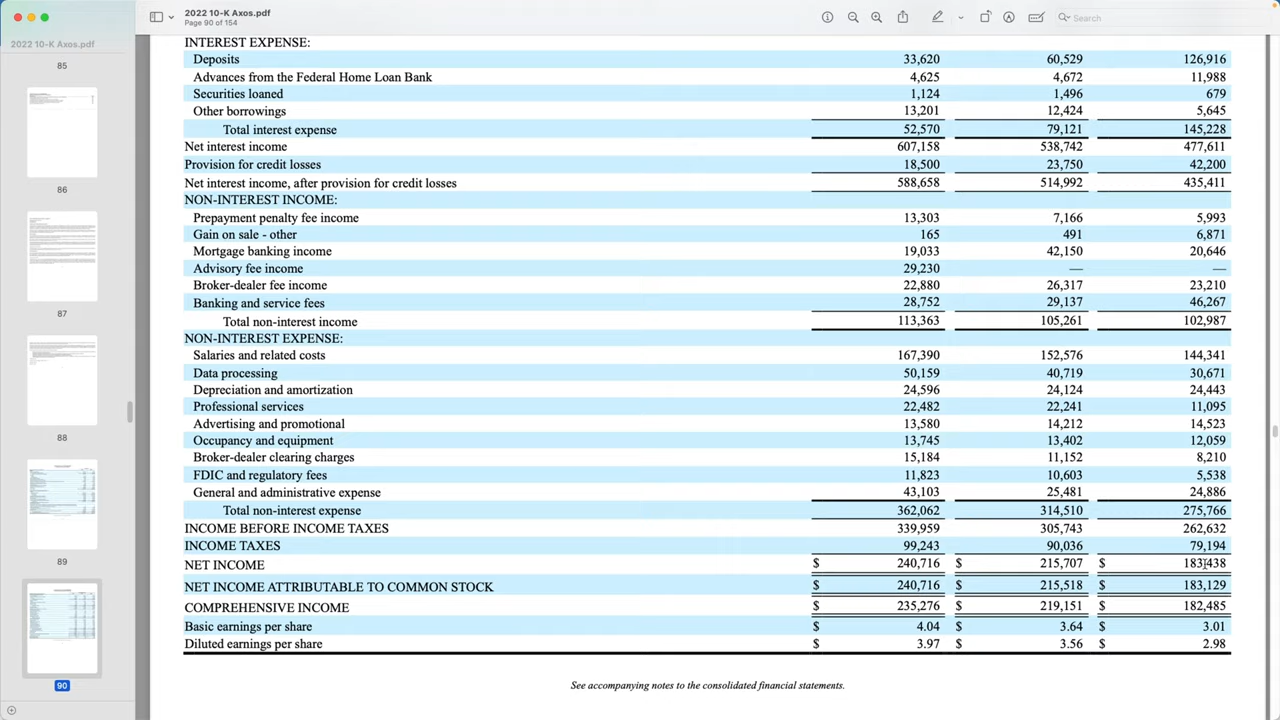 2022 10-K Axos.pdf
Page 90 of 154
Search
2022 10-K Axos.pdf
85
86
87
88
89
90
INTEREST EXPENSE:
Deposits 33,620 60,529 126,916
Advances from the Federal Home Loan Bank 4,625 4,672 11,988
Securities loaned 1,124 1,496 679
Other borrowings 13,201 12,424 5,645
Total interest expense 52,570 79,121 145,228
Net interest income 607,158 538,742 477,611
Provision for credit losses 18,500 23,750 42,200
Net interest income, after provision for credit losses 588,658 514,992 435,411
NON-INTEREST INCOME:
Prepayment penalty fee income 13,303 7,166 5,993
Gain on sale - other 165 491 6,871
Mortgage banking income 19,033 42,150 20,646
Advisory fee income 29,230 — —
Broker-dealer fee income 22,880 26,317 23,210
Banking and service fees 28,752 29,137 46,267
Total non-interest income 113,363 105,261 102,987
NON-INTEREST EXPENSE:
Salaries and related costs 167,390 152,576 144,341
Data processing 50,159 40,719 30,671
Depreciation and amortization 24,596 24,124 24,443
Professional services 22,482 22,241 11,095
Advertising and promotional 13,580 14,212 14,523
Occupancy and equipment 13,745 13,402 12,059
Broker-dealer clearing charges 15,184 11,152 8,210
FDIC and regulatory fees 11,823 10,603 5,538
General and administrative expense 43,103 25,481 24,886
Total non-interest expense 362,062 314,510 275,766
INCOME BEFORE INCOME TAXES 339,959 305,743 262,632
INCOME TAXES 99,243 90,036 79,194
NET INCOME $ 240,716 $ 215,707 $ 183,438
NET INCOME ATTRIBUTABLE TO COMMON STOCK $ 240,716 $ 215,518 $ 183,129
COMPREHENSIVE INCOME $ 235,276 $ 219,151 $ 182,485
Basic earnings per share $ 4.04 $ 3.64 $ 3.01
Diluted earnings per share $ 3.97 $ 3.56 $ 2.98
See accompanying notes to the consolidated financial statements.